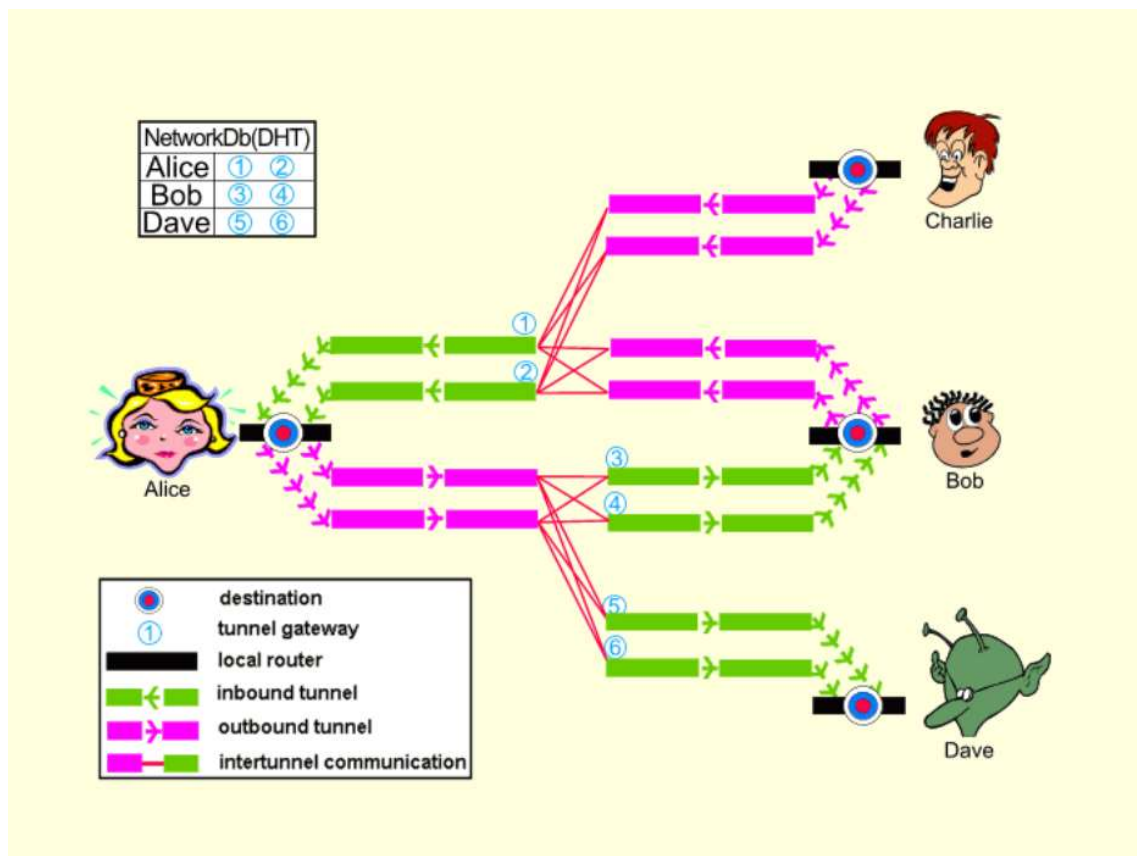 NetworkDb(DHT)
Alice ① ②
Bob ③ ④
Dave ⑤ ⑥
Charlie
①
②
Alice
③
④
Bob
⑤
⑥
Dave
destination
① tunnel gateway
local router
inbound tunnel
outbound tunnel
intertunnel communication